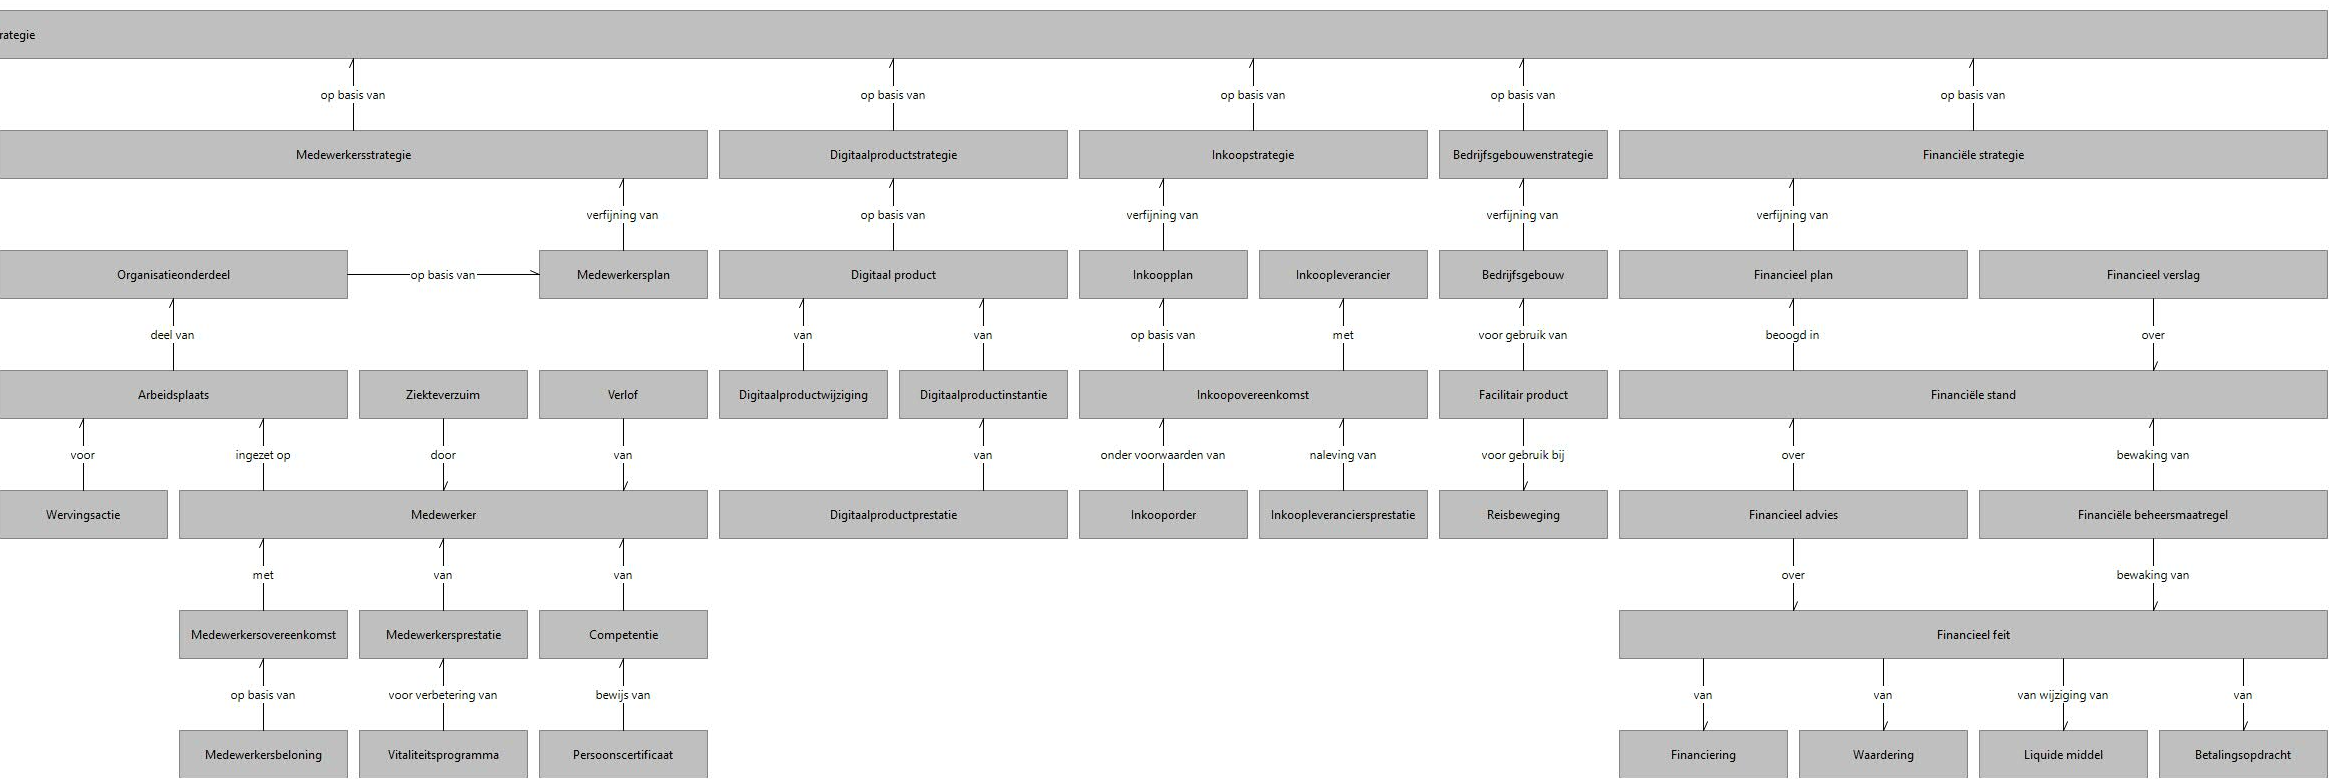 rategie
op basis van op basis van op basis van op basis van op basis van
Medewerkersstrategie Digitaalproductstrategie Inkoopstrategie Bedrijfsgebouwenstrategie Financiële strategie
verfijning van op basis van verfijning van verfijning van verfijning van
Organisatieonderdeel op basis van Medewerkersplan Digitaal product Inkoopplan Inkoopleverancier Bedrijfsgebouw Financieel plan Financieel verslag
deel van van van op basis van met voor gebruik van beoogd in over
Arbeidsplaats Ziekteverzuim Verlof Digitaalproductwijziging Digitaalproductinstantie Inkoopovereenkomst Facilitair product Financiële stand
voor ingezet op door van van onder voorwaarden van naleving van voor gebruik bij over bewaking van
Wervingsactie Medewerker Digitaalproductprestatie Inkooporder Inkoopleveranciersprestatie Reisbeweging Financieel advies Financiële beheersmaatregel
met van van over bewaking van
Medewerkersovereenkomst Medewerkersprestatie Competentie Financieel feit
op basis van voor verbetering van bewijs van van van van wijziging van van
Medewerkersbeloning Vitaliteitsprogramma Persoonscertificaat Financiering Waardering Liquide middel Betalingsopdracht